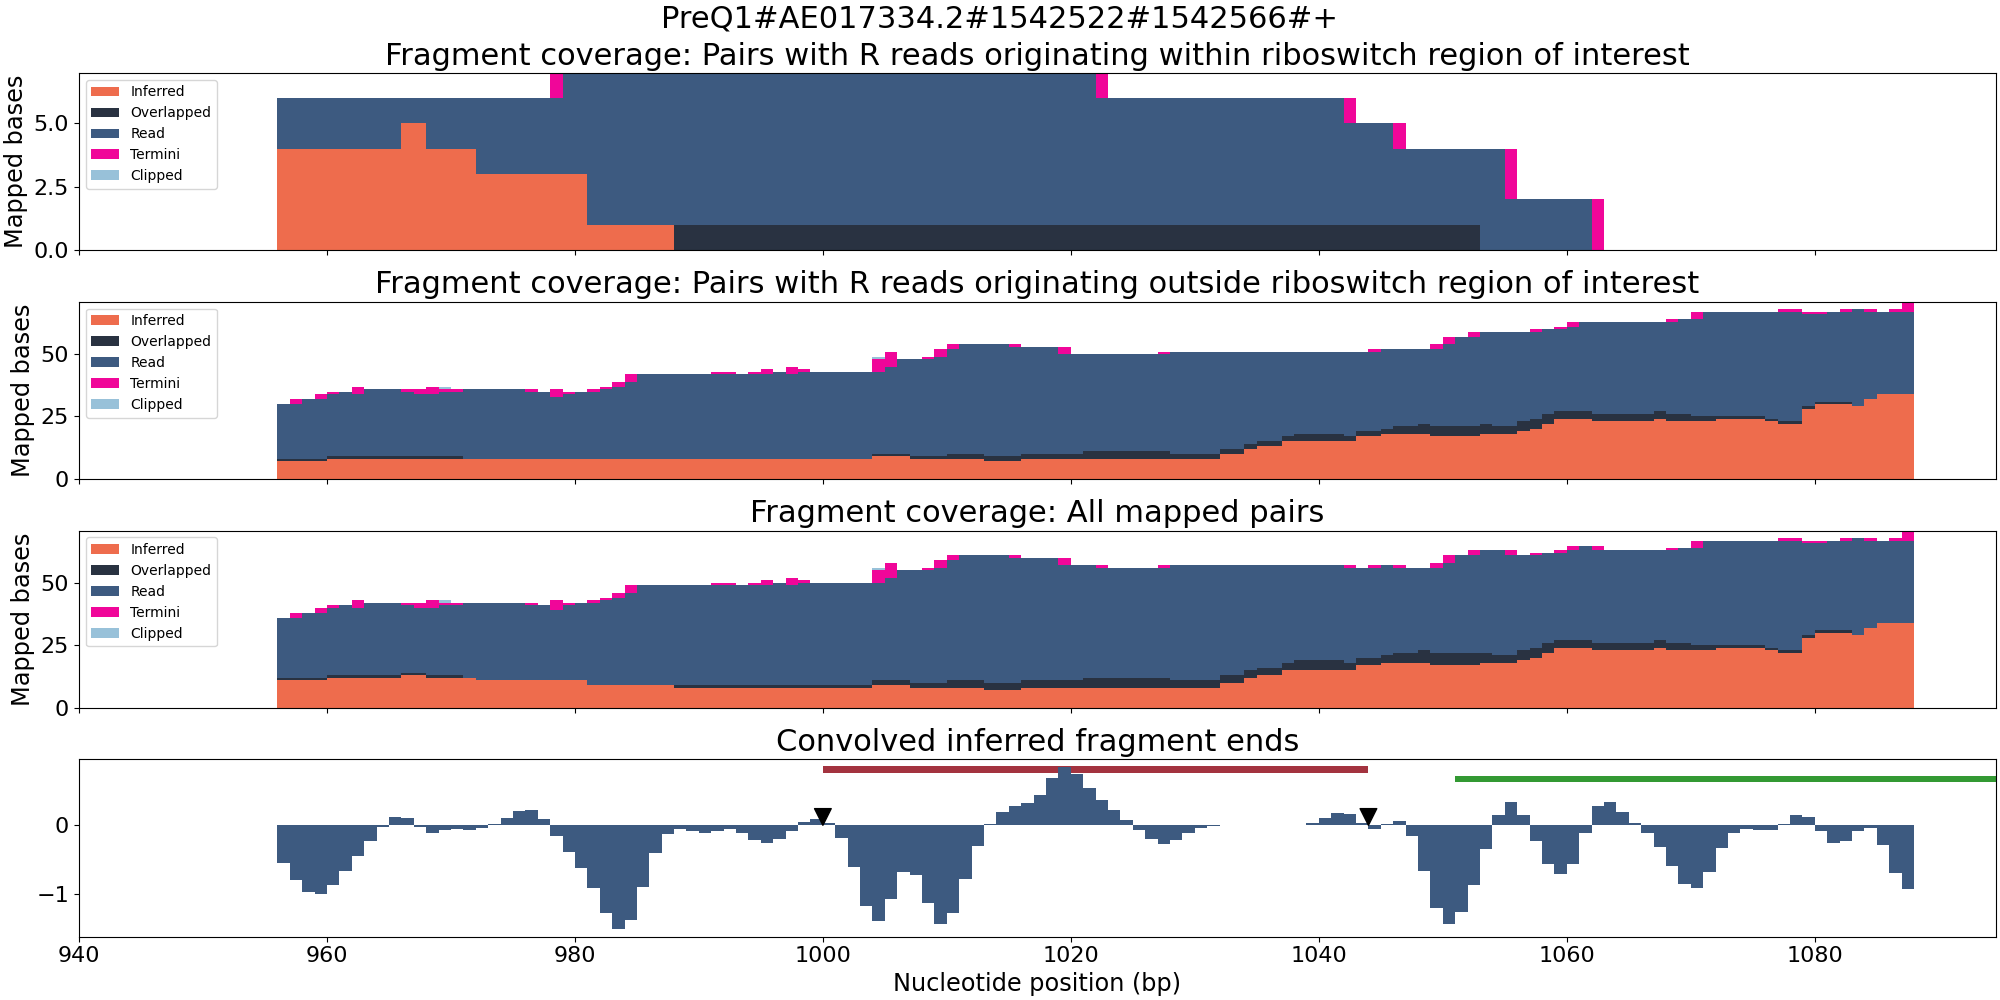 PreQ1#AE017334.2#1542522#1542566#+
Fragment coverage: Pairs with R reads originating within riboswitch region of interest
Mapped bases
5.0
2.5
0.0
Inferred
Overlapped
Read
Termini
Clipped
Fragment coverage: Pairs with R reads originating outside riboswitch region of interest
Mapped bases
50
25
0
Inferred
Overlapped
Read
Termini
Clipped
Fragment coverage: All mapped pairs
Mapped bases
50
25
0
Inferred
Overlapped
Read
Termini
Clipped
Convolved inferred fragment ends
0
−1
940 960 980 1000 1020 1040 1060 1080
Nucleotide position (bp)